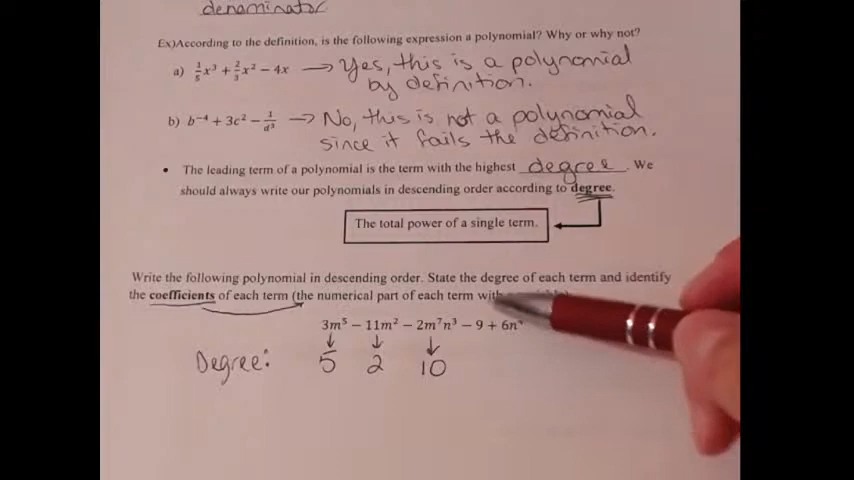 denominator
Ex)According to the definition, is the following expression a polynomial? Why or why not?
a) 1/5 x³ + 2/3 x² − 4x → Yes, this is a polynomial
by definition.
b) b⁻⁴ + 3c² − 1/d³ → No, this is not a polynomial
since it fails the definition.
• The leading term of a polynomial is the term with the highest degree. We
should always write our polynomials in descending order according to degree.
The total power of a single term.
Write the following polynomial in descending order. State the degree of each term and identify
the coefficients of each term (the numerical part of each term with
3m⁵ − 11m² − 2m⁷n³ − 9 + 6n
Degree: 5 2 10